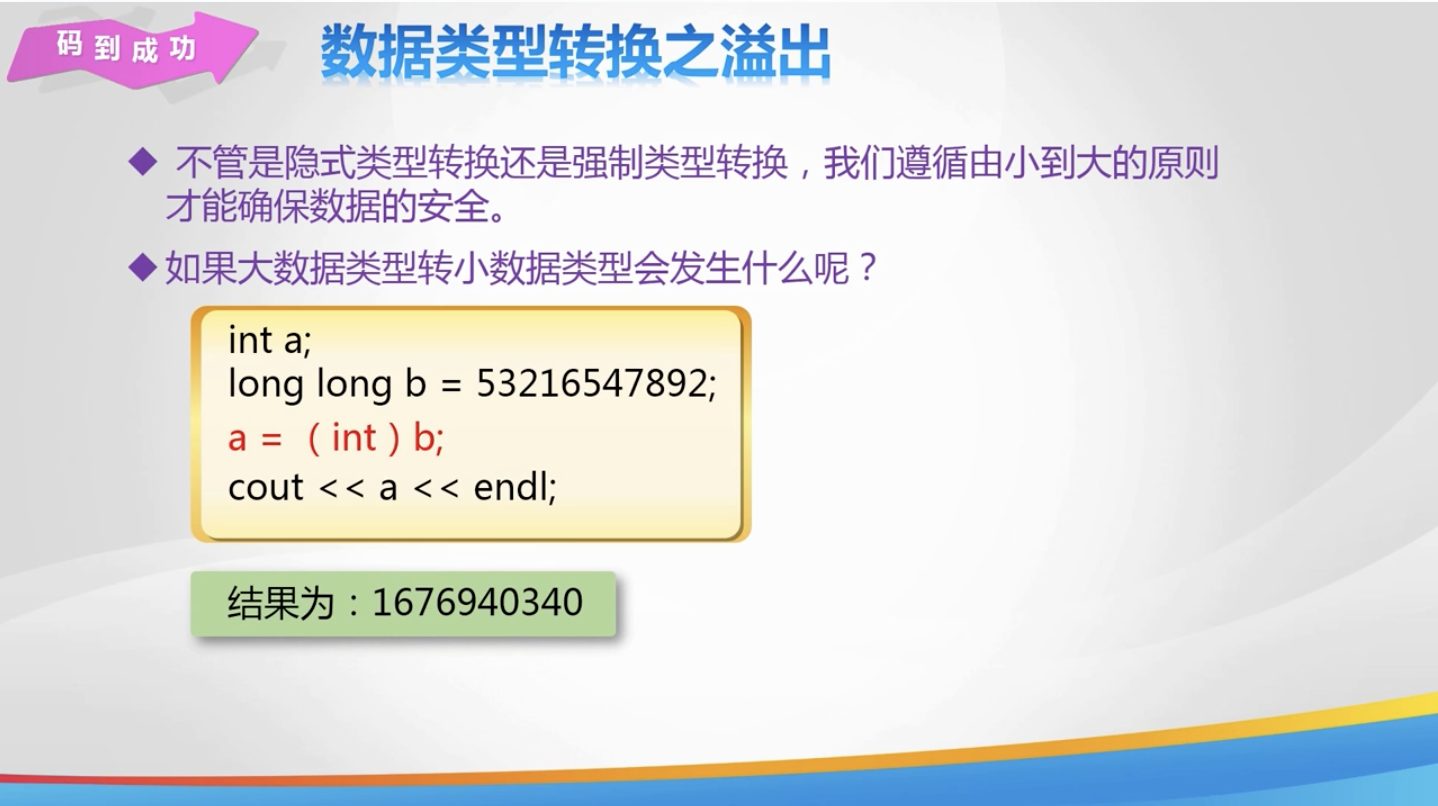 码到成功
数据类型转换之溢出
◆ 不管是隐式类型转换还是强制类型转换，我们遵循由小到大的原则
才能确保数据的安全。
◆ 如果大数据类型转小数据类型会发生什么呢？
int a;
long long b = 53216547892;
a = （int）b;
cout << a << endl;
结果为：1676940340